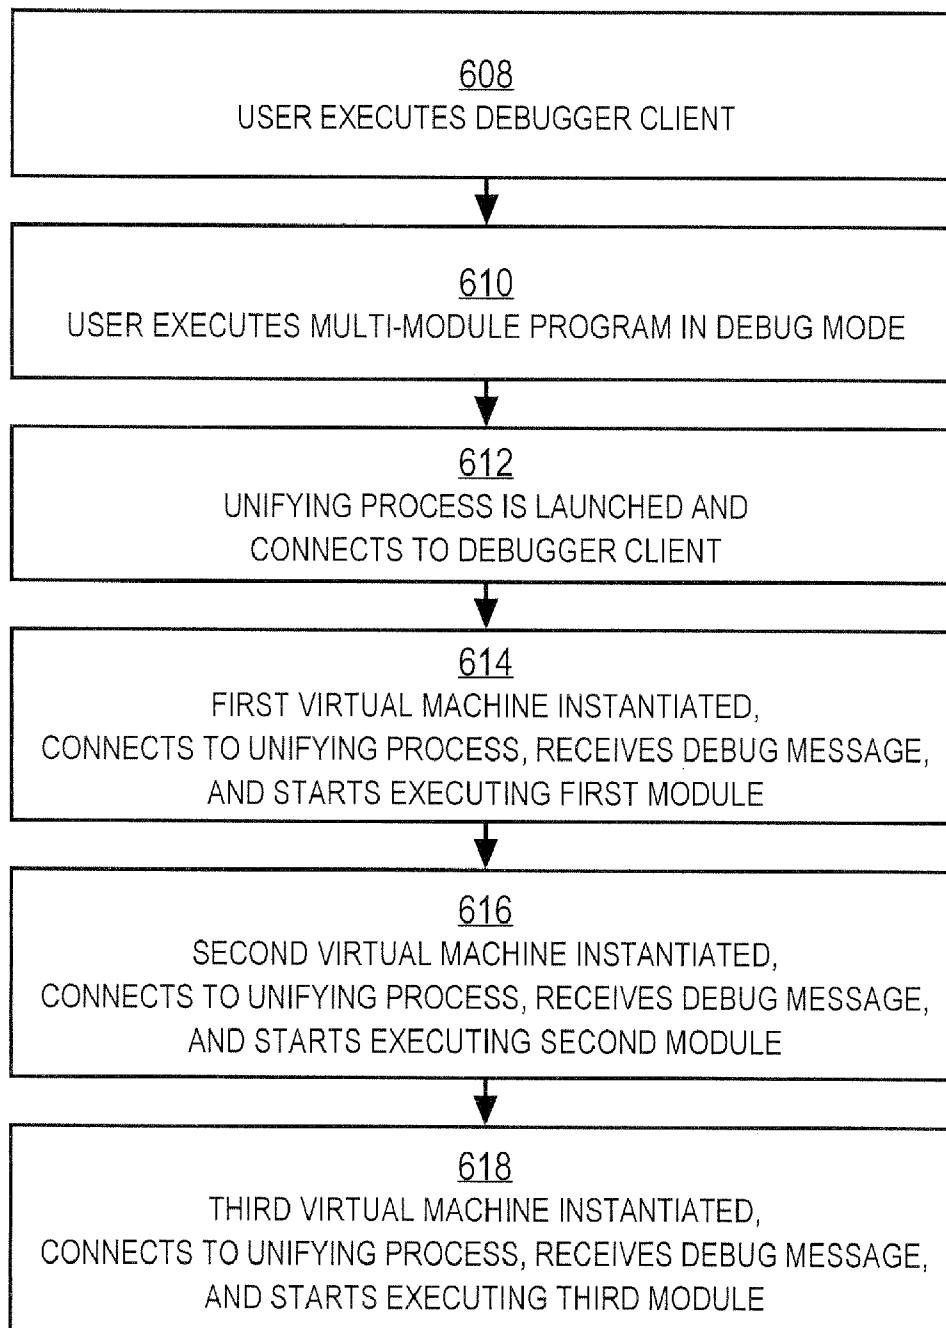 608
USER EXECUTES DEBUGGER CLIENT
610
USER EXECUTES MULTI-MODULE PROGRAM IN DEBUG MODE
612
UNIFYING PROCESS IS LAUNCHED AND
CONNECTS TO DEBUGGER CLIENT
614
FIRST VIRTUAL MACHINE INSTANTIATED,
CONNECTS TO UNIFYING PROCESS, RECEIVES DEBUG MESSAGE,
AND STARTS EXECUTING FIRST MODULE
616
SECOND VIRTUAL MACHINE INSTANTIATED,
CONNECTS TO UNIFYING PROCESS, RECEIVES DEBUG MESSAGE,
AND STARTS EXECUTING SECOND MODULE
618
THIRD VIRTUAL MACHINE INSTANTIATED,
CONNECTS TO UNIFYING PROCESS, RECEIVES DEBUG MESSAGE,
AND STARTS EXECUTING THIRD MODULE